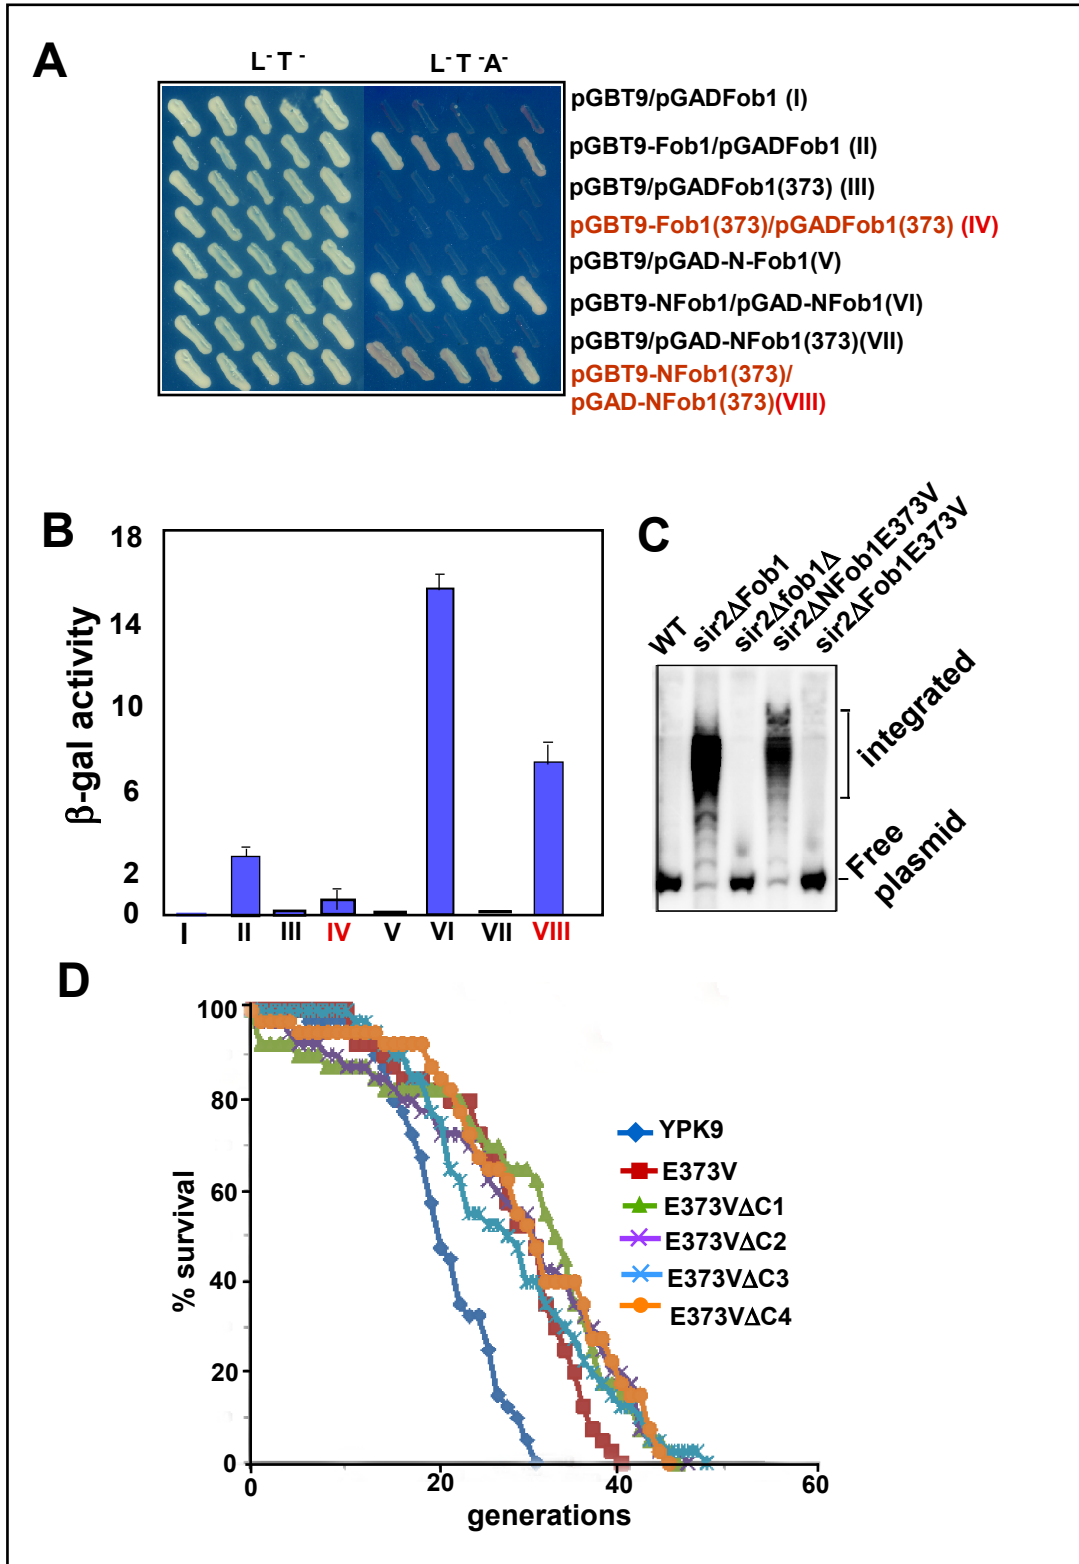 A
L- T -
L- T -A-
pGBT9/pGADFob1 (I)
pGBT9-Fob1/pGADFob1 (II)
pGBT9/pGADFob1(373) (III)
pGBT9-Fob1(373)/pGADFob1(373) (IV)
pGBT9/pGAD-N-Fob1(V)
pGBT9-NFob1/pGAD-NFob1(VI)
pGBT9/pGAD-NFob1(373)(VII)
pGBT9-NFob1(373)/
pGAD-NFob1(373)(VIII)
B
β-gal activity
18
14
10
6
2
0
I II III IV V VI VII VIII
C
WT
sir2ΔFob1
sir2Δfob1Δ
sir2ΔNFob1E373V
sir2ΔFob1E373V
integrated
Free
plasmid
D
% survival
100
80
60
40
20
0
0 20 40 60
generations
YPK9
E373V
E373VΔC1
E373VΔC2
E373VΔC3
E373VΔC4